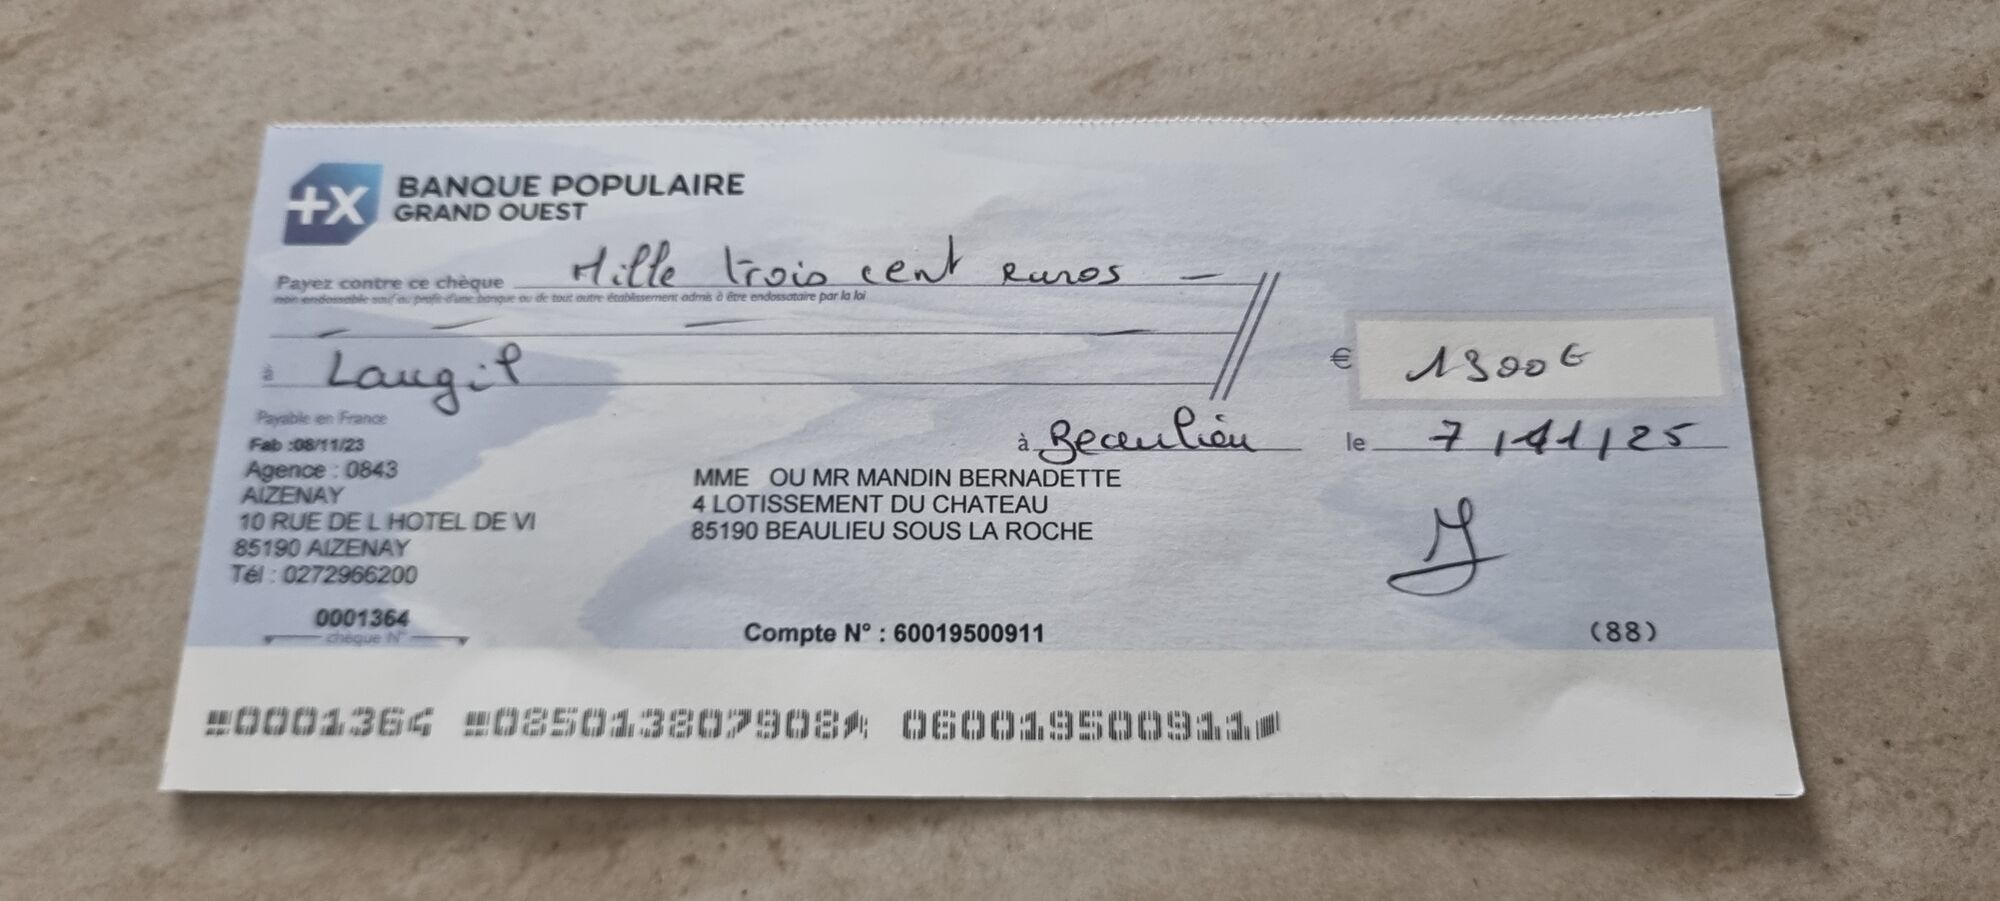 +X BANQUE POPULAIRE
GRAND OUEST
Payez contre ce chèque Mille trois cent euros
non endossable sauf au profit d'une banque ou de tout autre établissement admis à être endossataire par la loi
à Laugil
€ 1300€
Payable en France
à Beaulieu le 7/11/25
Fab :08/11/23
Agence : 0843
AIZENAY
10 RUE DE L HOTEL DE VI
85190 AIZENAY
Tél : 0272966200
MME OU MR MANDIN BERNADETTE
4 LOTISSEMENT DU CHATEAU
85190 BEAULIEU SOUS LA ROCHE
0001364
chèque N°
Compte N° : 60019500911
(88)
0001364 085013807908 060019500911